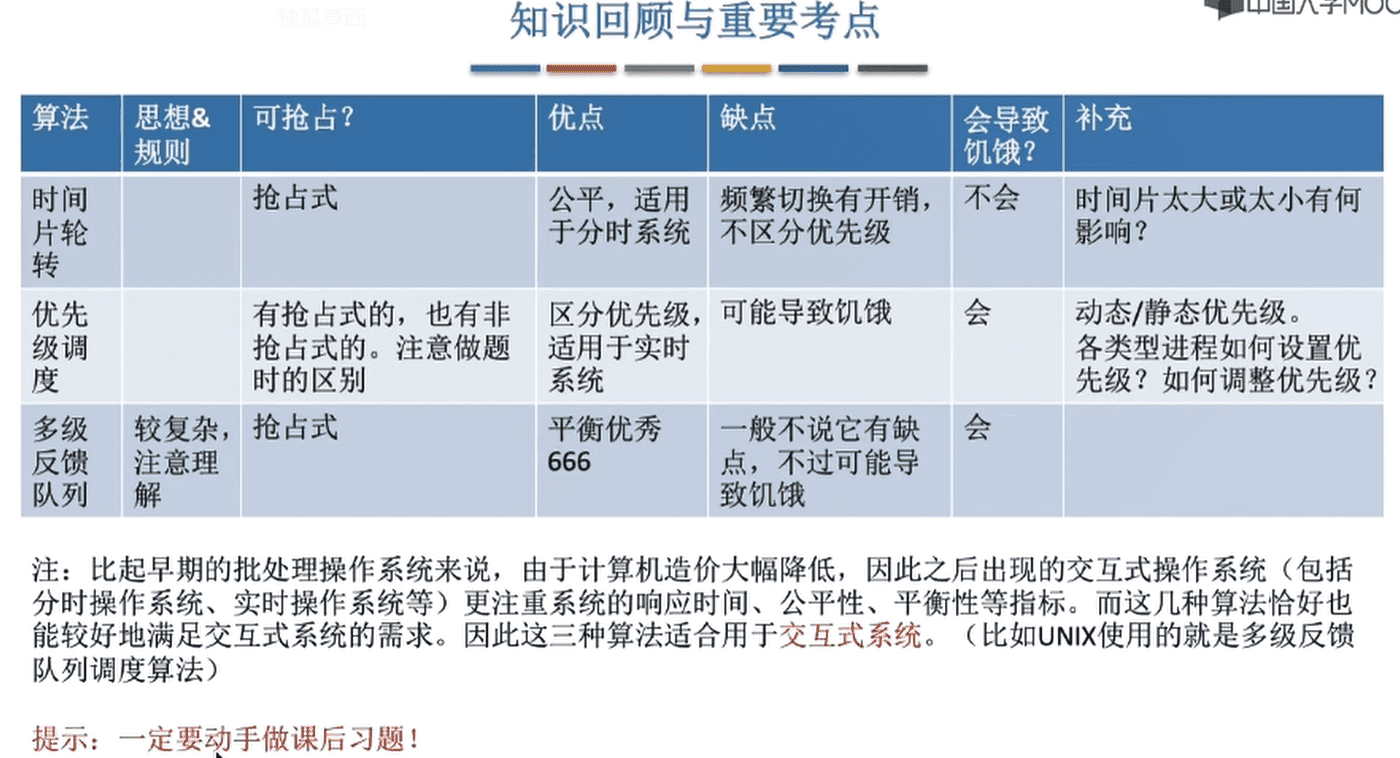 独孤草西
知识回顾与重要考点
算法
思想&
规则
可抢占？
优点
缺点
会导致
饥饿？
补充
时间
片轮
转
抢占式
公平，适用
于分时系统
频繁切换有开销，
不区分优先级
不会
时间片太大或太小有何
影响？
优先
级调
度
有抢占式的，也有非
抢占式的。注意做题
时的区别
区分优先级，
适用于实时
系统
可能导致饥饿
会
动态/静态优先级。
各类型进程如何设置优
先级？如何调整优先级？
多级
反馈
队列
较复杂，
注意理
解
抢占式
平衡优秀
666
一般不说它有缺
点，不过可能导
致饥饿
会
注：比起早期的批处理操作系统来说，由于计算机造价大幅降低，因此之后出现的交互式操作系统（包括
分时操作系统、实时操作系统等）更注重系统的响应时间、公平性、平衡性等指标。而这几种算法恰好也
能较好地满足交互式系统的需求。因此这三种算法适合用于交互式系统。（比如UNIX使用的就是多级反馈
队列调度算法）
提示：一定要动手做课后习题！